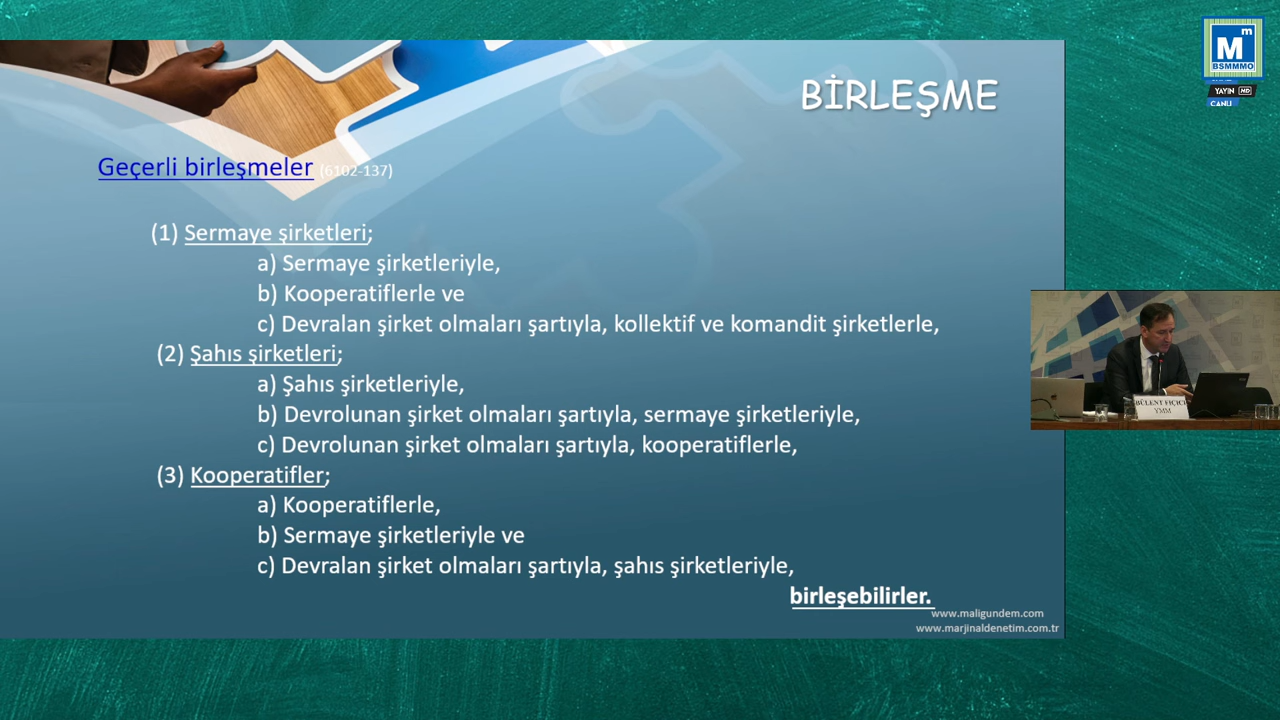 M m
BSMMMO
YAYIN HD
CANLI
BİRLEŞME
Geçerli birleşmeler (6102-137)
(1) Sermaye şirketleri;
a) Sermaye şirketleriyle,
b) Kooperatiflerle ve
c) Devralan şirket olmaları şartıyla, kollektif ve komandit şirketlerle,
(2) Şahıs şirketleri;
a) Şahıs şirketleriyle,
b) Devrolunan şirket olmaları şartıyla, sermaye şirketleriyle,
c) Devrolunan şirket olmaları şartıyla, kooperatiflerle,
(3) Kooperatifler;
a) Kooperatiflerle,
b) Sermaye şirketleriyle ve
c) Devralan şirket olmaları şartıyla, şahıs şirketleriyle,
birleşebilirler.
www.maligundem.com
www.marjinaldenetim.com.tr
BÜLENT FIÇICI
YMM